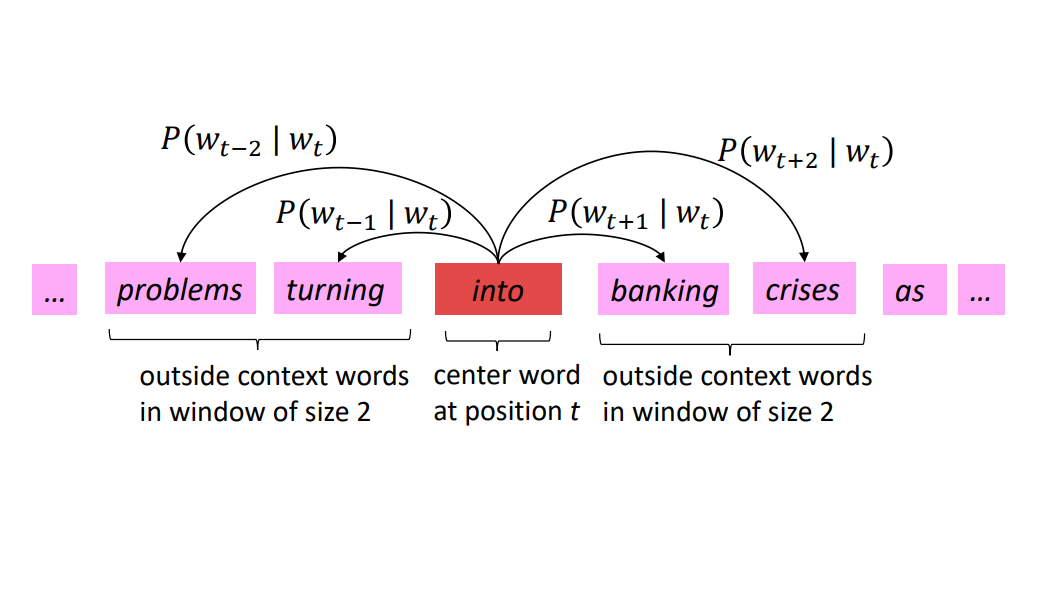 P(w_{t−2} | w_t)
P(w_{t+2} | w_t)
P(w_{t−1} | w_t)
P(w_{t+1} | w_t)
... problems turning into banking crises as ...
outside context words
in window of size 2
center word
at position t
outside context words
in window of size 2